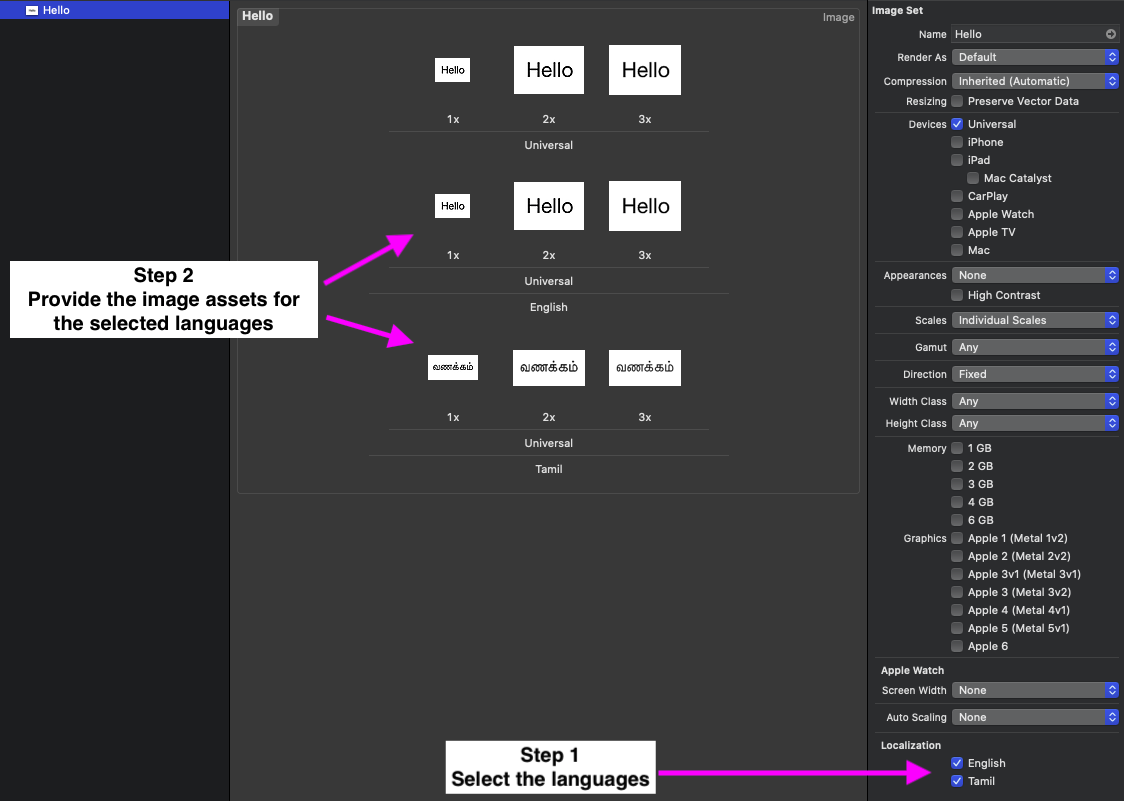 Hello
Hello
Image
Hello
Hello
Hello
1x
2x
3x
Universal
Hello
Hello
Hello
1x
2x
3x
Universal
English
வணக்கம்
வணக்கம்
வணக்கம்
1x
2x
3x
Universal
Tamil
Step 2
Provide the image assets for
the selected languages
Step 1
Select the languages
Image Set
Name Hello
Render As Default
Compression Inherited (Automatic)
Resizing Preserve Vector Data
Devices Universal
iPhone
iPad
Mac Catalyst
CarPlay
Apple Watch
Apple TV
Mac
Appearances None
High Contrast
Scales Individual Scales
Gamut Any
Direction Fixed
Width Class Any
Height Class Any
Memory 1 GB
2 GB
3 GB
4 GB
6 GB
Graphics Apple 1 (Metal 1v2)
Apple 2 (Metal 2v2)
Apple 3v1 (Metal 3v1)
Apple 3 (Metal 3v2)
Apple 4 (Metal 4v1)
Apple 5 (Metal 5v1)
Apple 6
Apple Watch
Screen Width None
Auto Scaling None
Localization
English
Tamil